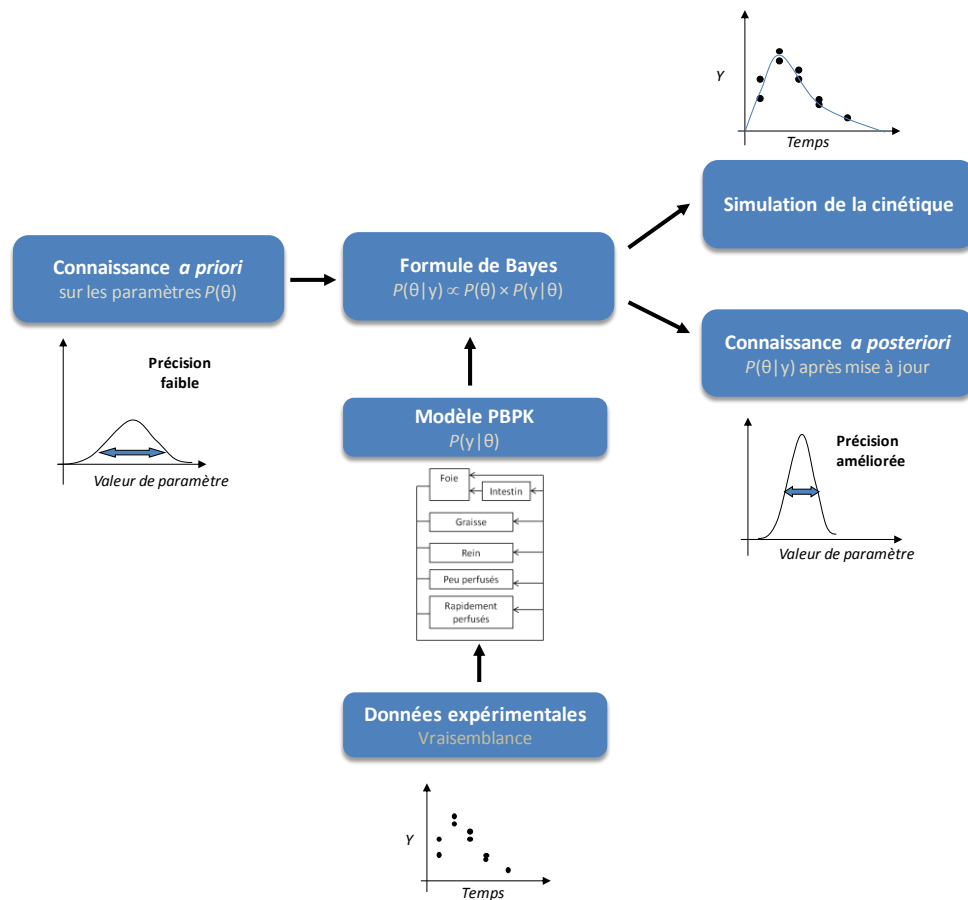 Y
Temps
Simulation de la cinétique
Connaissance a priori
sur les paramètres P(θ)
Formule de Bayes
P(θ|y) ∝ P(θ) × P(y|θ)
Connaissance a posteriori
P(θ|y) après mise à jour
Précision
faible
Valeur de paramètre
Modèle PBPK
P(y|θ)
Précision
améliorée
Valeur de paramètre
Foie
Intestin
Graisse
Rein
Peu perfusés
Rapidement
perfusés
Données expérimentales
Vraisemblance
Y
Temps